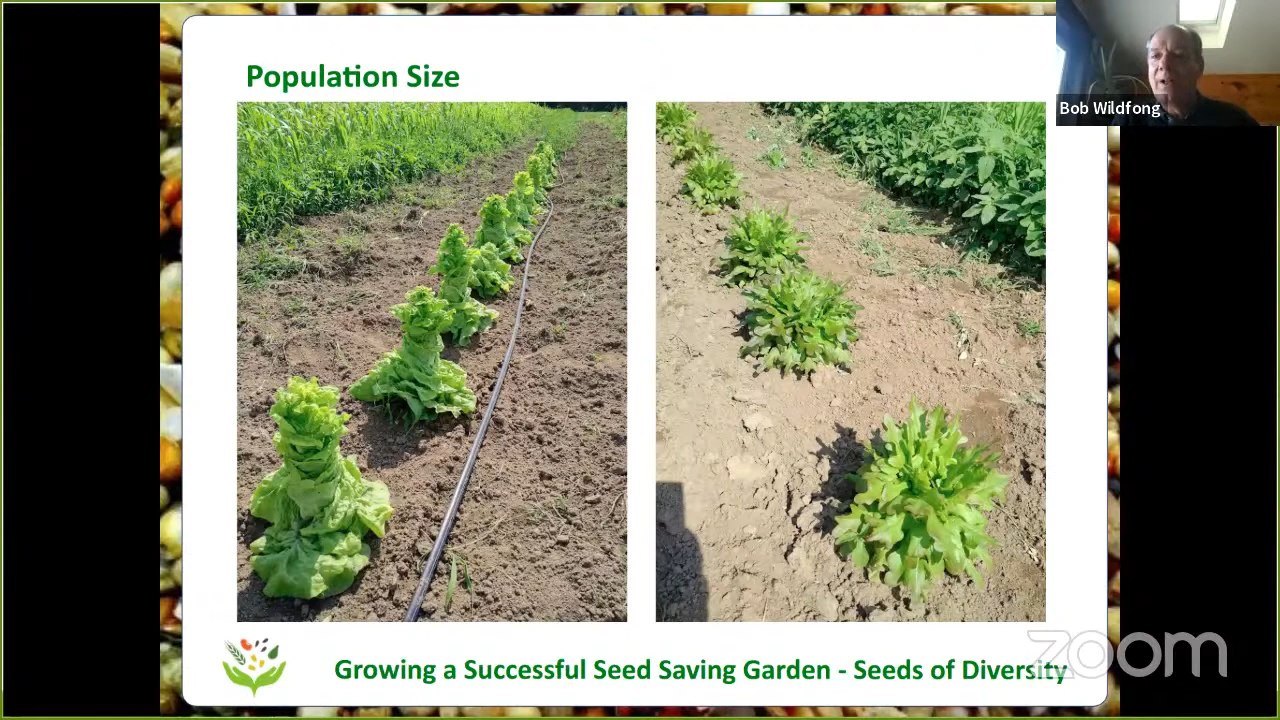 Population Size
Bob Wildfong
Growing a Successful Seed Saving Garden - Seeds of Diversity
zoom